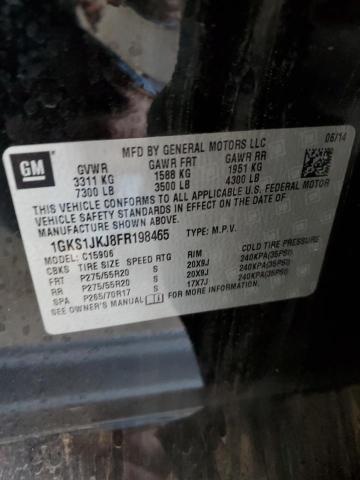 GM
MFD BY GENERAL MOTORS LLC 06/14
GVWR GAWR FRT GAWR RR
3311 KG 1588 KG 1951 KG
7300 LB 3500 LB 4300 LB
THIS VEHICLE CONFORMS TO ALL APPLICABLE U.S. FEDERAL MOTOR
VEHICLE SAFETY STANDARDS IN EFFECT ON THE DATE OF
MANUFACTURE SHOWN ABOVE.
1GKS1JKJ8FR198465 TYPE: M.P.V.
MODEL: C15906
CBKS TIRE SIZE SPEED RTG RIM COLD TIRE PRESSURE
FRT P275/55R20 S 20X9J 240KPA(35PSI)
RR P275/55R20 S 20X9J 240KPA(35PSI)
SPA P265/70R17 S 17X7J 240KPA(35PSI)
SEE OWNER'S MANUAL FOR MORE INFORMATION.